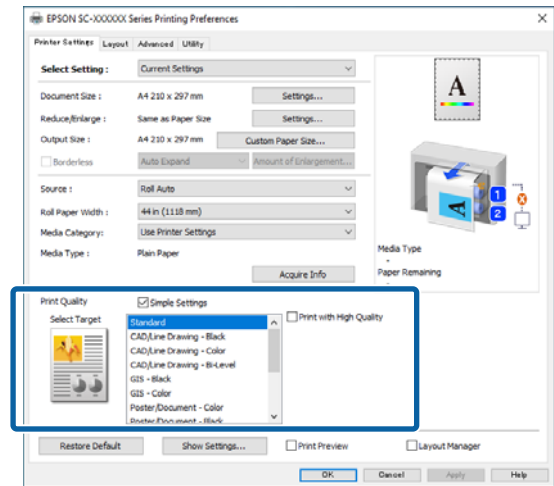 EPSON SC-XXXXXX Series Printing Preferences
Printer Settings Layout Advanced Utility
Select Setting : Current Settings
Document Size : A4 210 x 297 mm Settings...
Reduce/Enlarge : Same as Paper Size Settings...
Output Size : A4 210 x 297 mm Custom Paper Size...
Borderless Auto Expand Amount of Enlargement...
Source : Roll Auto
Roll Paper Width : 44 in (1118 mm)
Media Category: Use Printer Settings
Media Type : Plain Paper
Acquire Info
A
A
1
2
Media Type
-
Paper Remaining
-
Print Quality Simple Settings
Select Target
Standard
CAD/Line Drawing - Black
CAD/Line Drawing - Color
CAD/Line Drawing - Bi-Level
GIS - Black
GIS - Color
Poster/Document - Color
Poster/Document - Black
Print with High Quality
Restore Default Show Settings... Print Preview Layout Manager
OK Cancel Apply Help